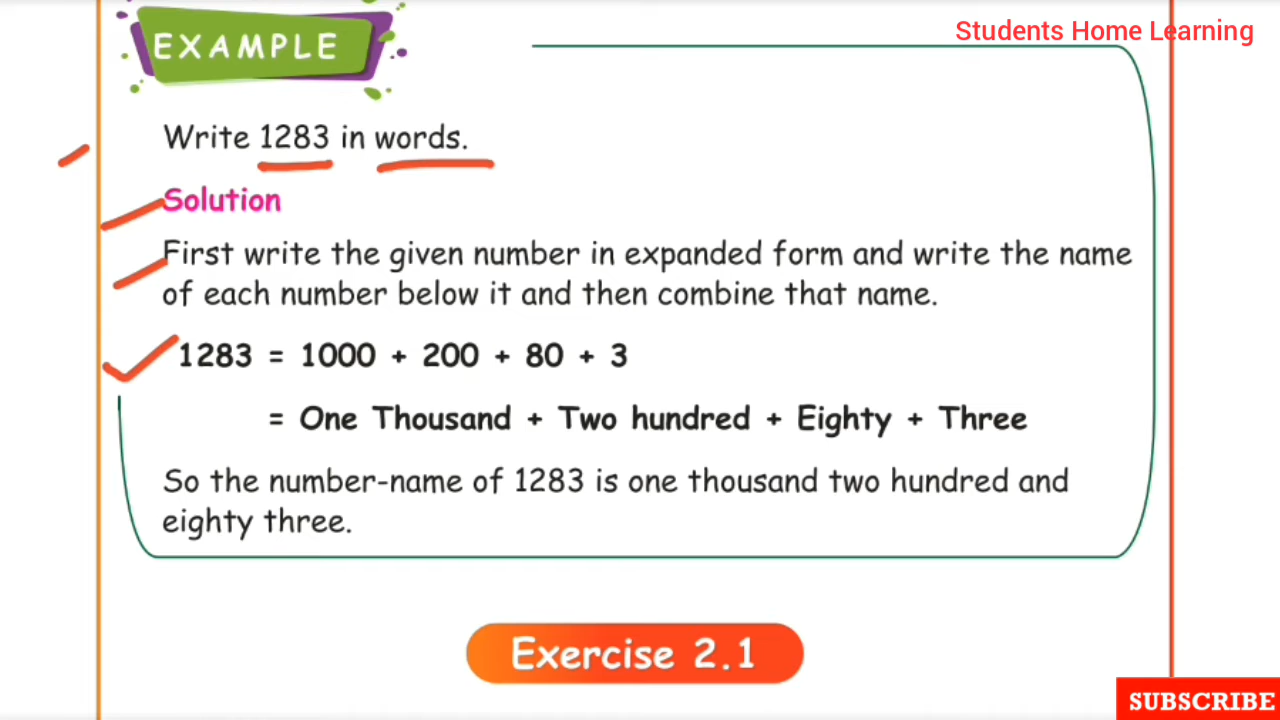 Students Home Learning
EXAMPLE
Write 1283 in words.
Solution
First write the given number in expanded form and write the name
of each number below it and then combine that name.
1283 = 1000 + 200 + 80 + 3
= One Thousand + Two hundred + Eighty + Three
So the number-name of 1283 is one thousand two hundred and
eighty three.
Exercise 2.1
SUBSCRIBE